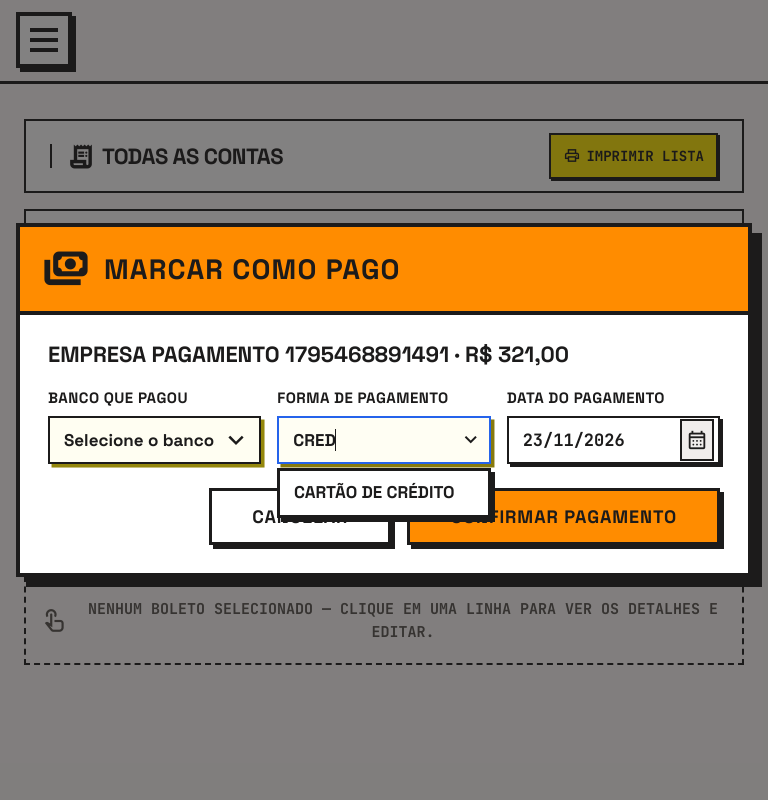 TODAS AS CONTAS
IMPRIMIR LISTA
MARCAR COMO PAGO
EMPRESA PAGAMENTO 1795468891491 · R$ 321,00
BANCO QUE PAGOU
FORMA DE PAGAMENTO
DATA DO PAGAMENTO
Selecione o banco
CRED
23/11/2026
CARTÃO DE CRÉDITO
PAGAMENTO
NENHUM BOLETO SELECIONADO — CLIQUE EM UMA LINHA PARA VER OS DETALHES E
EDITAR.